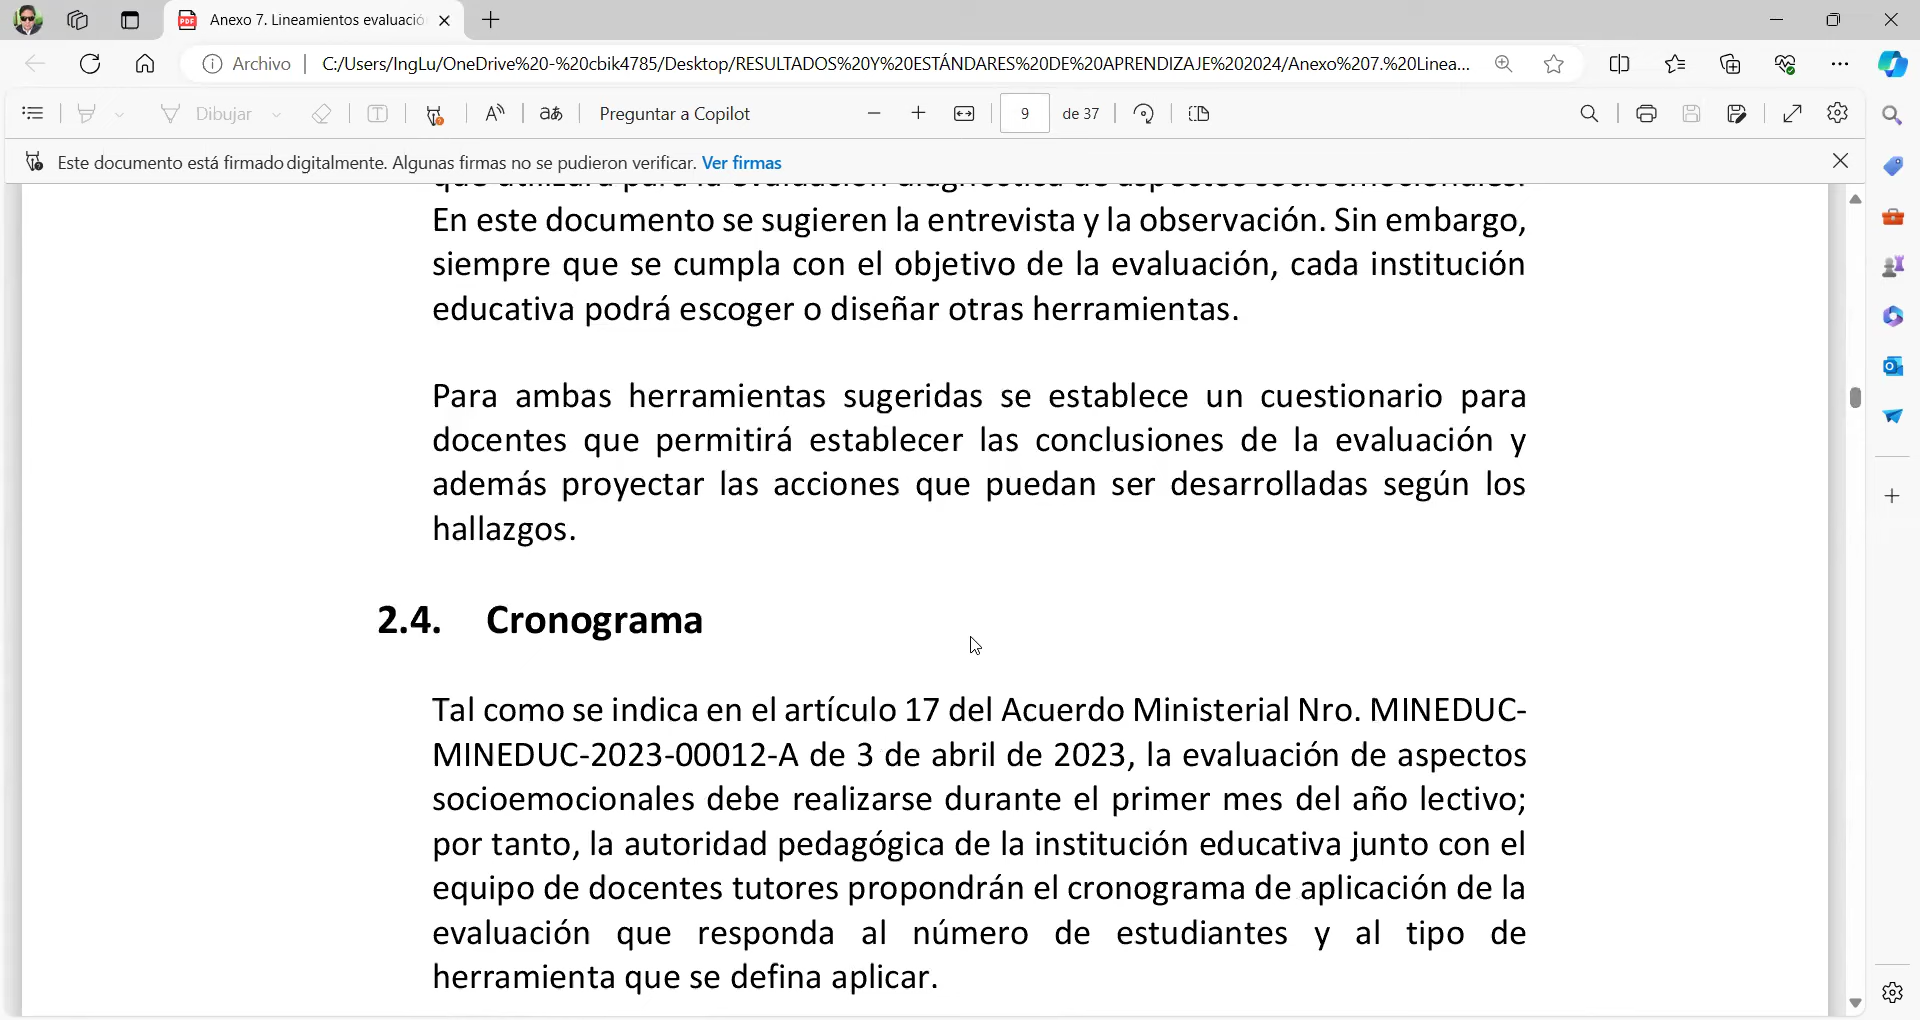 Anexo 7. Lineamientos evaluació
Archivo
C:/Users/IngLu/OneDrive%20-%20cbik4785/Desktop/RESULTADOS%20Y%20ESTÁNDARES%20DE%20APRENDIZAJE%202024/Anexo%207.%20Linea...
Dibujar
Preguntar a Copilot
9 de 37
Este documento está firmado digitalmente. Algunas firmas no se pudieron verificar. Ver firmas
que utilizará para la evaluación diagnóstica de aspectos socioemocionales.
En este documento se sugieren la entrevista y la observación. Sin embargo,
siempre que se cumpla con el objetivo de la evaluación, cada institución
educativa podrá escoger o diseñar otras herramientas.
Para ambas herramientas sugeridas se establece un cuestionario para
docentes que permitirá establecer las conclusiones de la evaluación y
además proyectar las acciones que puedan ser desarrolladas según los
hallazgos.
2.4. Cronograma
Tal como se indica en el artículo 17 del Acuerdo Ministerial Nro. MINEDUC-
MINEDUC-2023-00012-A de 3 de abril de 2023, la evaluación de aspectos
socioemocionales debe realizarse durante el primer mes del año lectivo;
por tanto, la autoridad pedagógica de la institución educativa junto con el
equipo de docentes tutores propondrán el cronograma de aplicación de la
evaluación que responda al número de estudiantes y al tipo de
herramienta que se defina aplicar.